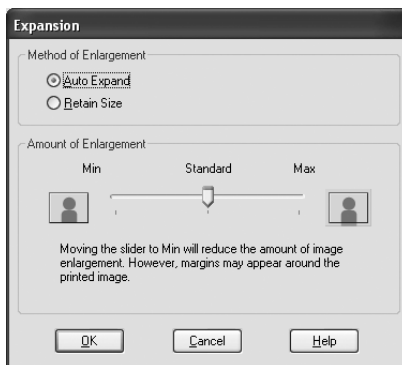 Expansion
Method of Enlargement
Auto Expand
Retain Size
Amount of Enlargement
Min Standard Max
Moving the slider to Min will reduce the amount of image
enlargement. However, margins may appear around the
printed image.
OK Cancel Help